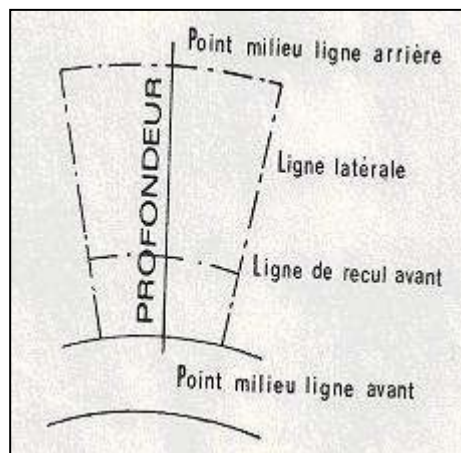 Point milieu ligne arrière
PROFONDEUR
Ligne latérale
Ligne de recul avant
Point milieu ligne avant